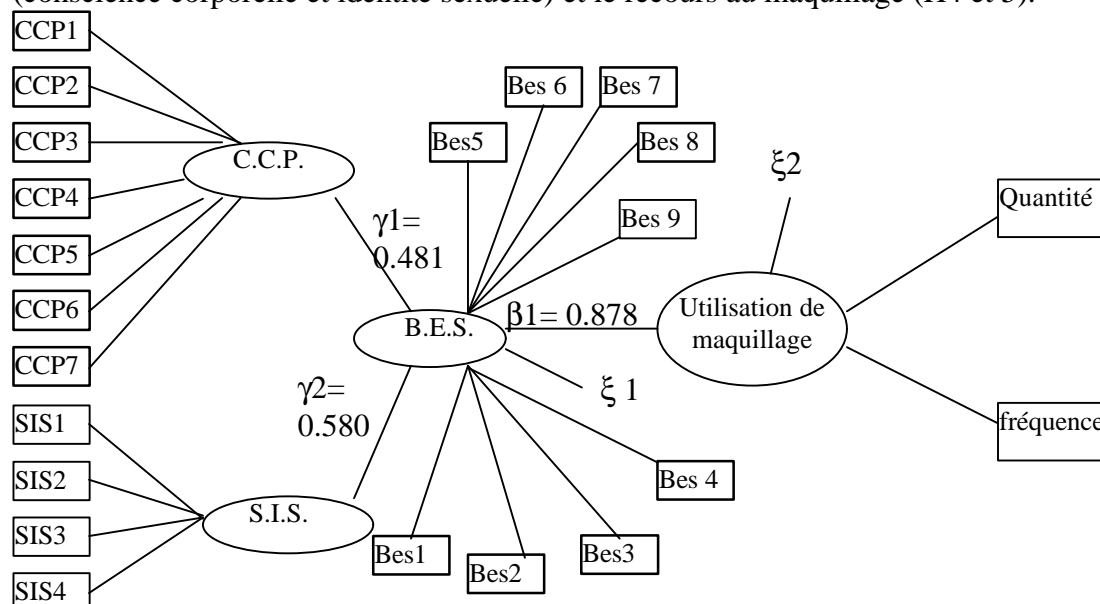 (conscience corporelle et identité sexuelle) et le recours au maquillage (H4 et 5).
CCP1
CCP2
CCP3
CCP4
CCP5
CCP6
CCP7
SIS1
SIS2
SIS3
SIS4
C.C.P.
S.I.S.
γ1=
0.481
γ2=
0.580
B.E.S.
Bes5
Bes 6
Bes 7
Bes 8
Bes 9
β1= 0.878
ξ 1
Bes1
Bes2
Bes3
Bes 4
ξ2
Utilisation de
maquillage
Quantité
fréquence